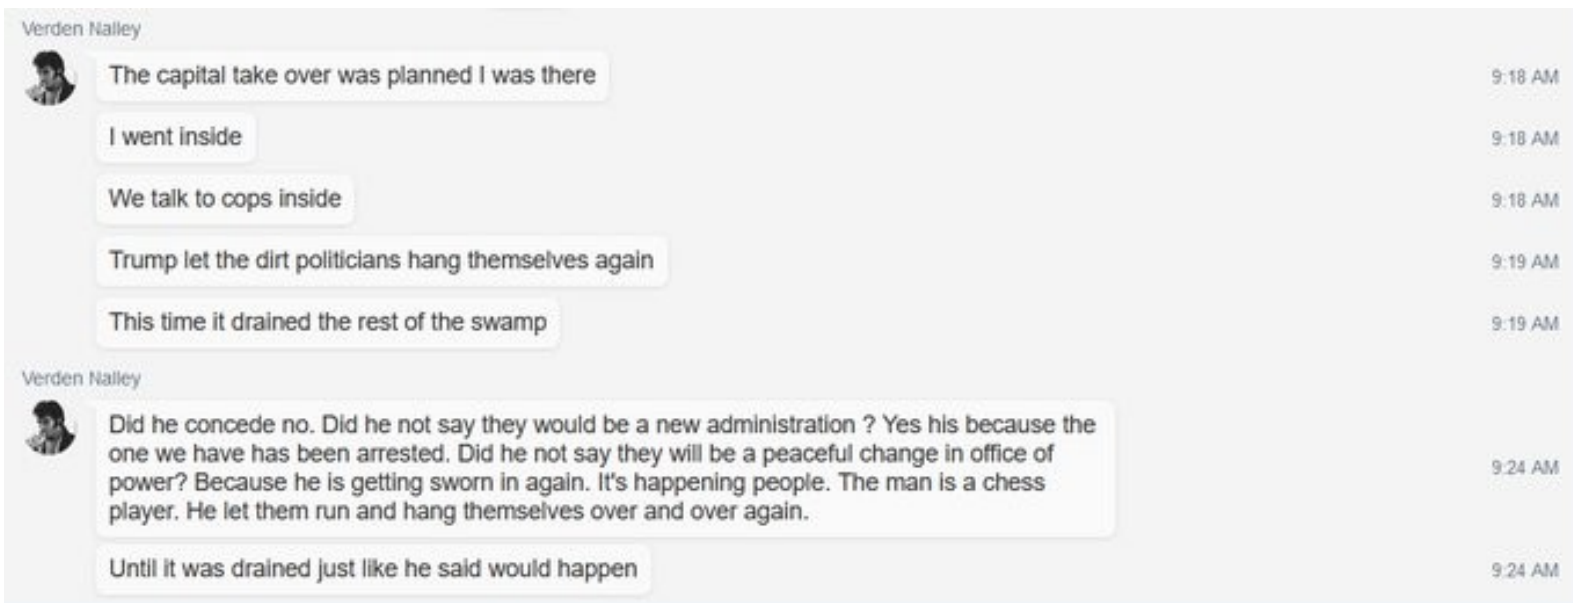 Verden Nalley
The capital take over was planned I was there 9:18 AM
I went inside 9:18 AM
We talk to cops inside 9:18 AM
Trump let the dirt politicians hang themselves again 9:19 AM
This time it drained the rest of the swamp 9:19 AM
Verden Nalley
Did he concede no. Did he not say they would be a new administration ? Yes his because the
one we have has been arrested. Did he not say they will be a peaceful change in office of
power? Because he is getting sworn in again. It's happening people. The man is a chess 9:24 AM
player. He let them run and hang themselves over and over again.
Until it was drained just like he said would happen 9:24 AM